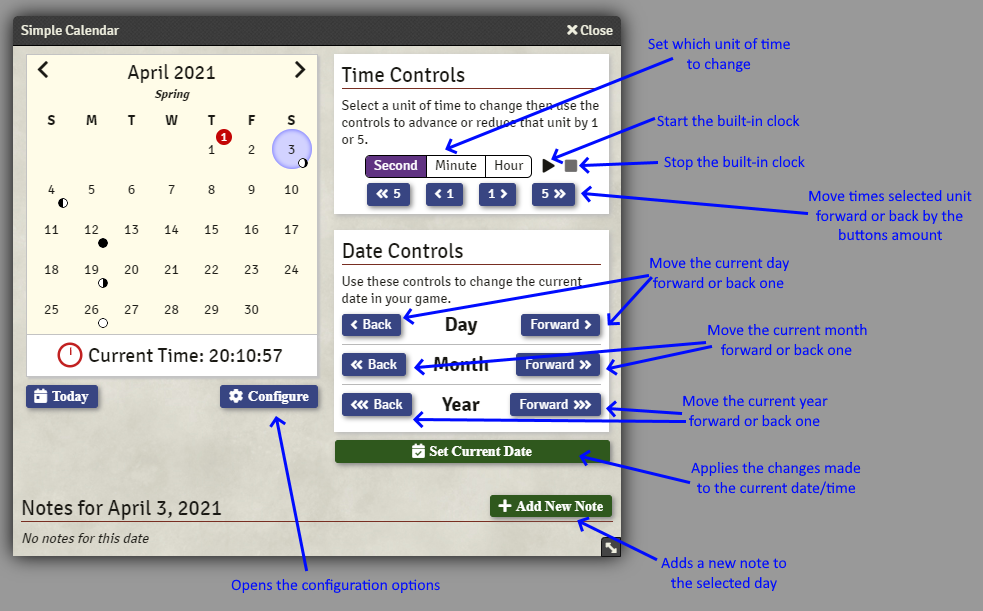 Simple Calendar
Close
April 2021
Spring
S M T W T F S
1 1 2 3
4 5 6 7 8 9 10
11 12 13 14 15 16 17
18 19 20 21 22 23 24
25 26 27 28 29 30
Current Time: 20:10:57
Today
Configure
Time Controls
Select a unit of time to change then use the
controls to advance or reduce that unit by 1
or 5.
Second Minute Hour
5 1 1 5
Date Controls
Use these controls to change the current
date in your game.
Back Day Forward
Back Month Forward
Back Year Forward
Set Current Date
Notes for April 3, 2021
Add New Note
No notes for this date
Set which unit of time
to change
Start the built-in clock
Stop the built-in clock
Move times selected unit
forward or back by the
buttons amount
Move the current day
forward or back one
Move the current month
forward or back one
Move the current year
forward or back one
Applies the changes made
to the current date/time
Adds a new note to
the selected day
Opens the configuration options